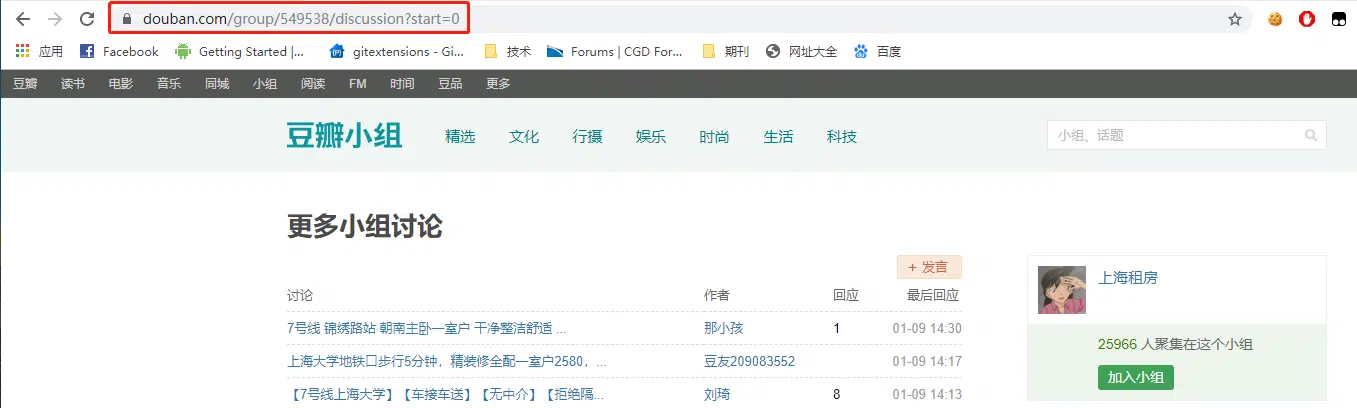 douban.com/group/549538/discussion?start=0
应用 Facebook Getting Started |... gitextensions - Gi... 技术 Forums | CGD For... 期刊 网址大全 百度
豆瓣 读书 电影 音乐 同城 小组 阅读 FM 时间 豆品 更多
豆瓣小组 精选 文化 行摄 娱乐 时尚 生活 科技 小组、话题
更多小组讨论
+ 发言
讨论 作者 回应 最后回应
上海租房
7号线 锦绣路站 朝南主卧一室户 干净整洁舒适 ... 那小孩 1 01-09 14:30
25966 人聚集在这个小组
上海大学地铁口步行5分钟，精装修全配一室户2580，... 豆友209083552 01-09 14:17
加入小组
【7号线上海大学】【车接车送】【无中介】【拒绝隔... 刘琦 8 01-09 14:13